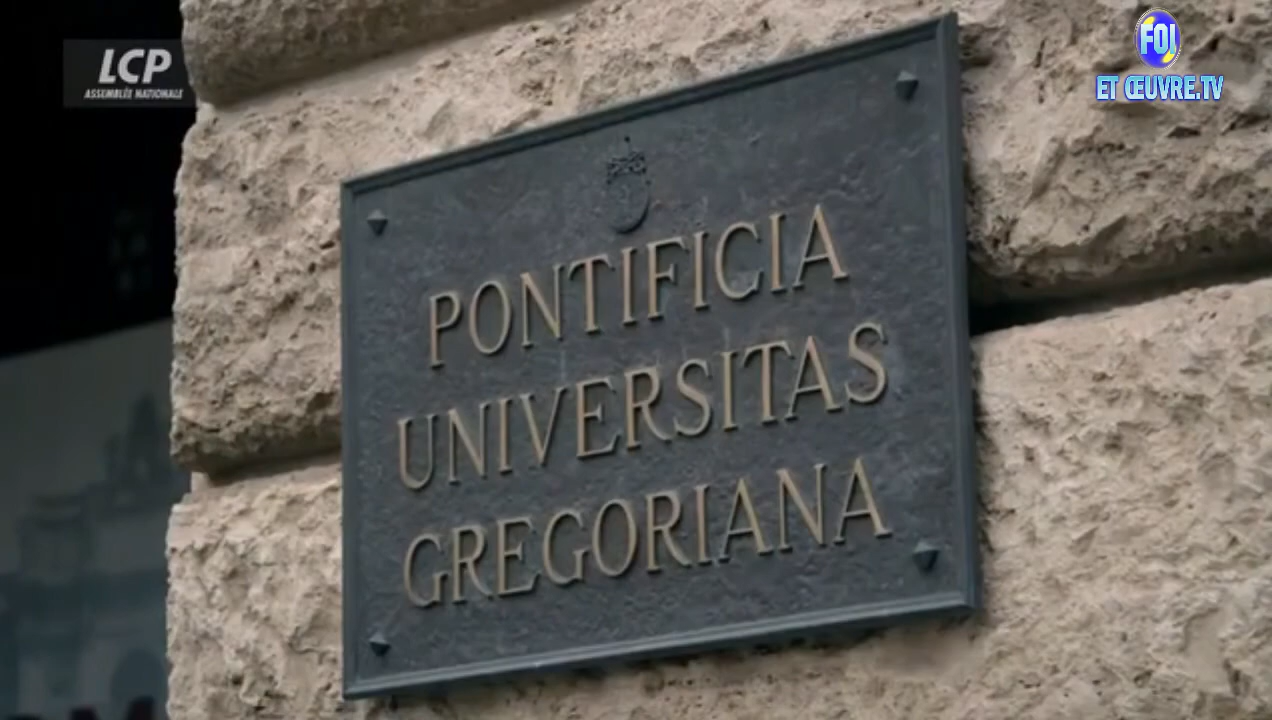 LCP
ASSEMBLÉE NATIONALE
FOI
ET ŒUVRE.TV
PONTIFICIA
UNIVERSITAS
GREGORIANA